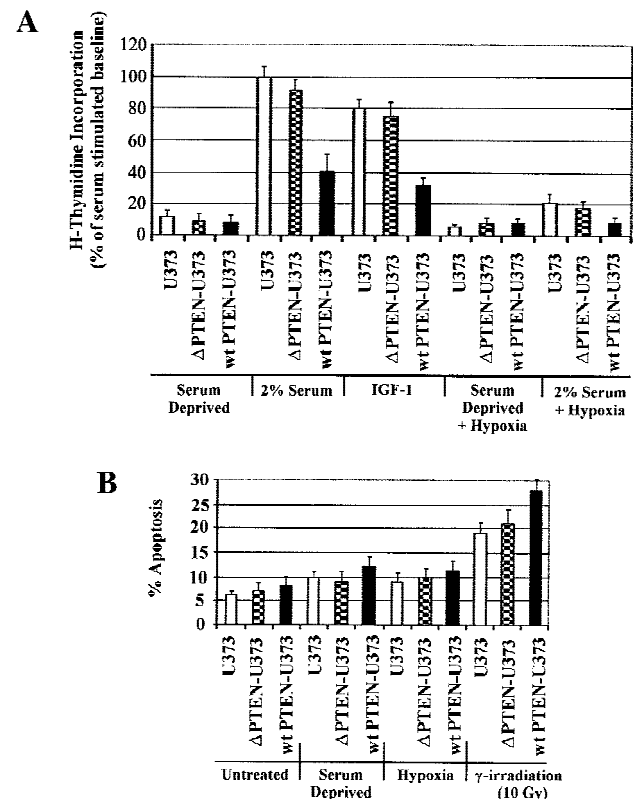 A
H-Thymidine Incorporation
(% of serum stimulated baseline)
120
100
80
60
40
20
0
U373
ΔPTEN-U373
wt PTEN-U373
U373
ΔPTEN-U373
wt PTEN-U373
U373
ΔPTEN-U373
wt PTEN-U373
U373
ΔPTEN-U373
wt PTEN-U373
U373
ΔPTEN-U373
wt PTEN-U373
Serum
Deprived
2% Serum
IGF-1
Serum
Deprived
+ Hypoxia
2% Serum
+ Hypoxia
B
% Apoptosis
30
25
20
15
10
5
0
U373
ΔPTEN-U373
wt PTEN-U373
U373
ΔPTEN-U373
wt PTEN-U373
U373
ΔPTEN-U373
wt PTEN-U373
U373
ΔPTEN-U373
wt PTEN-U373
Untreated
Serum
Deprived
Hypoxia
γ-irradiation
(10 Gy)